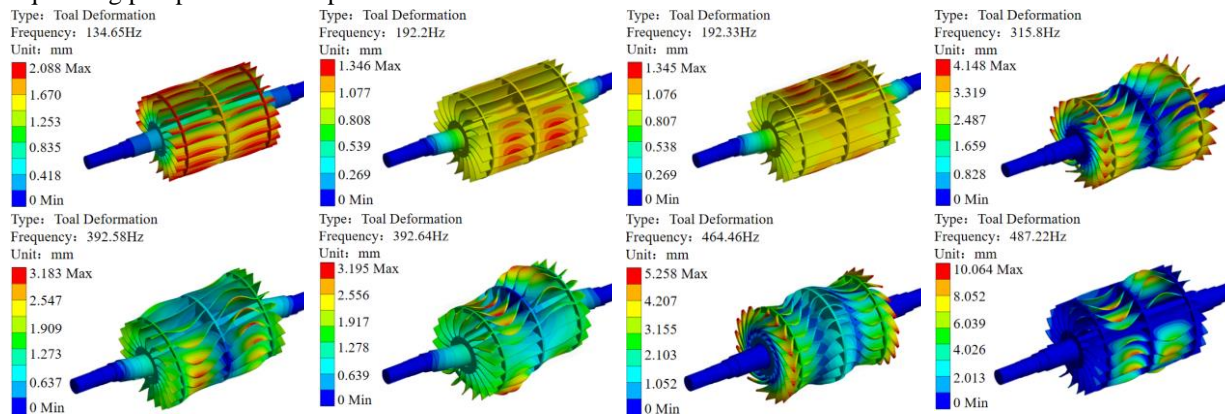 Type: Toal Deformation
Frequency: 134.65Hz
Unit: mm
2.088 Max
1.670
1.253
0.835
0.418
0 Min
Type: Toal Deformation
Frequency: 192.2Hz
Unit: mm
1.346 max
1.077
0.808
0.539
0.269
0 Min
Type: Toal Deformation
Frequency: 192.33Hz
Unit: mm
1.345 Max
1.076
0.807
0.538
0.269
0 Min
Type: Toal Deformation
Frequency: 315.8Hz
Unit: mm
4.148 Max
3.319
2.487
1.659
0.828
0 Min
Type: Toal Deformation
Frequency: 392.58Hz
Unit: mm
3.183 Max
2.547
1.909
1.273
0.637
0 Min
Type: Toal Deformation
Frequency: 392.64Hz
Unit: mm
3.195 Max
2.556
1.917
1.278
0.639
0 Min
Type: Toal Deformation
Frequency: 464.46Hz
Unit: mm
5.258 Max
4.207
3.155
2.103
1.052
0 Min
Type: Toal Deformation
Frequency: 487.22Hz
Unit: mm
10.064 Max
8.052
6.039
4.026
2.013
0 Min